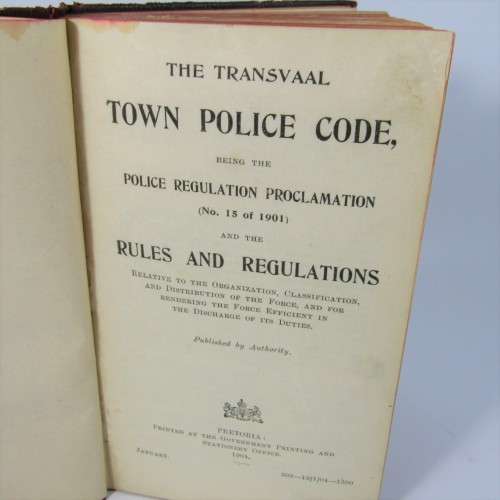 THE TRANSVAAL
TOWN POLICE CODE,
BEING THE
POLICE REGULATION PROCLAMATION
(No. 15 of 1901)
AND THE
RULES AND REGULATIONS
RELATIVE TO THE ORGANIZATION, CLASSIFICATION,
AND DISTRIBUTION OF THE FORCE, AND FOR
RENDERING THE FORCE EFFICIENT IN
THE DISCHARGE OF ITS DUTIES.
Published by Authority.
PRETORIA:
PRINTED AT THE GOVERNMENT PRINTING AND
STATIONERY OFFICE.
1904.
JANUARY.